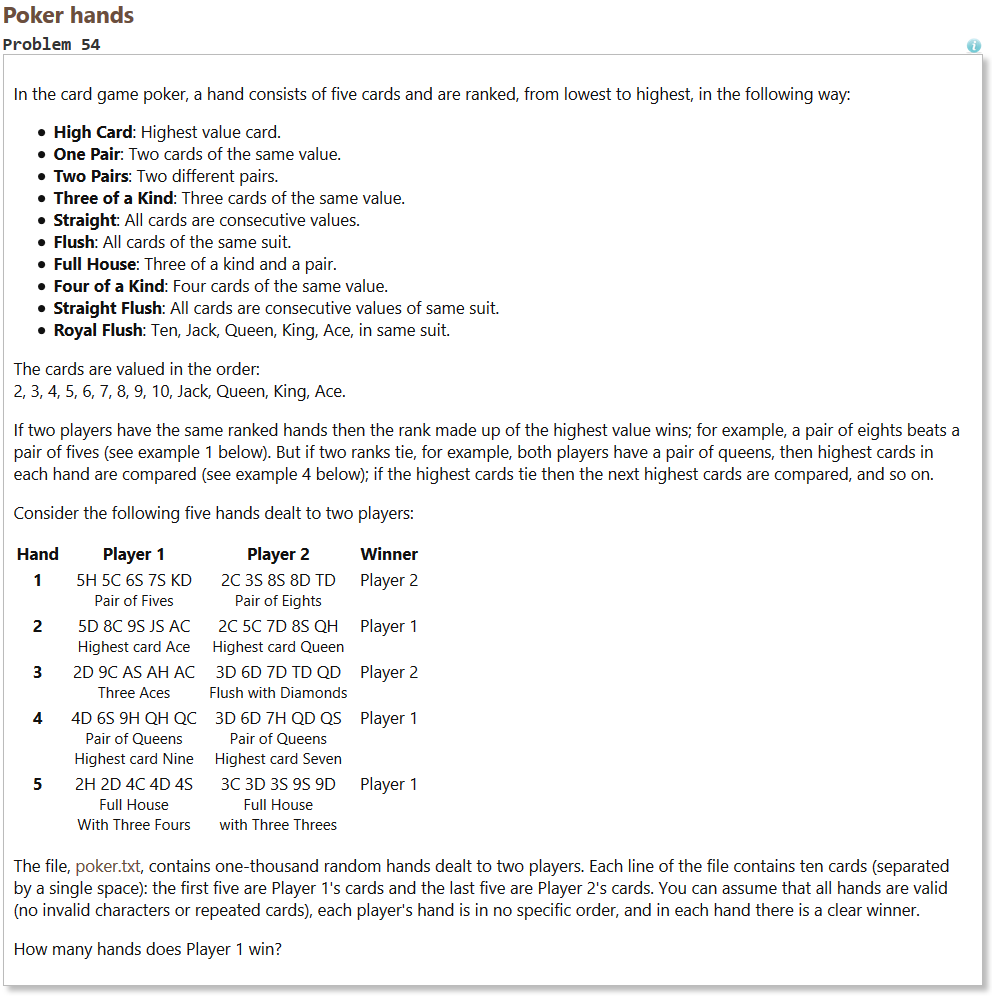 Poker hands
Problem 54
i
In the card game poker, a hand consists of five cards and are ranked, from lowest to highest, in the following way:
• High Card: Highest value card.
• One Pair: Two cards of the same value.
• Two Pairs: Two different pairs.
• Three of a Kind: Three cards of the same value.
• Straight: All cards are consecutive values.
• Flush: All cards of the same suit.
• Full House: Three of a kind and a pair.
• Four of a Kind: Four cards of the same value.
• Straight Flush: All cards are consecutive values of same suit.
• Royal Flush: Ten, Jack, Queen, King, Ace, in same suit.
The cards are valued in the order:
2, 3, 4, 5, 6, 7, 8, 9, 10, Jack, Queen, King, Ace.
If two players have the same ranked hands then the rank made up of the highest value wins; for example, a pair of eights beats a
pair of fives (see example 1 below). But if two ranks tie, for example, both players have a pair of queens, then highest cards in
each hand are compared (see example 4 below); if the highest cards tie then the next highest cards are compared, and so on.
Consider the following five hands dealt to two players:
Hand Player 1 Player 2 Winner
1 5H 5C 6S 7S KD 2C 3S 8S 8D TD Player 2
Pair of Fives Pair of Eights
2 5D 8C 9S JS AC 2C 5C 7D 8S QH Player 1
Highest card Ace Highest card Queen
3 2D 9C AS AH AC 3D 6D 7D TD QD Player 2
Three Aces Flush with Diamonds
4 4D 6S 9H QH QC 3D 6D 7H QD QS Player 1
Pair of Queens Pair of Queens
Highest card Nine Highest card Seven
5 2H 2D 4C 4D 4S 3C 3D 3S 9S 9D Player 1
Full House Full House
With Three Fours with Three Threes
The file, poker.txt, contains one-thousand random hands dealt to two players. Each line of the file contains ten cards (separated
by a single space): the first five are Player 1's cards and the last five are Player 2's cards. You can assume that all hands are valid
(no invalid characters or repeated cards), each player's hand is in no specific order, and in each hand there is a clear winner.
How many hands does Player 1 win?